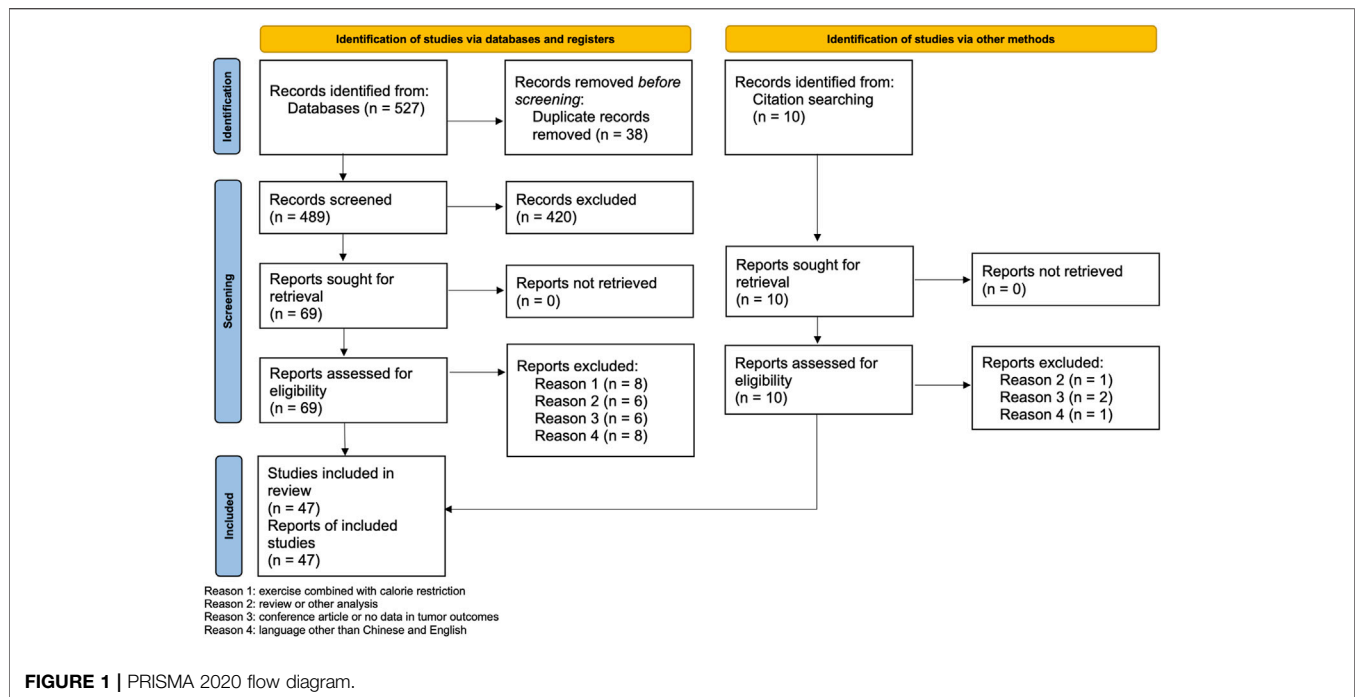 Identification of studies via databases and registers
Identification of studies via other methods
Identification
Records identified from:
Databases (n = 527)
Records removed before
screening:
Duplicate records
removed (n = 38)
Records identified from:
Citation searching
(n = 10)
Screening
Records screened
(n = 489)
Records excluded
(n = 420)
Reports sought for
retrieval
(n = 69)
Reports not retrieved
(n = 0)
Reports sought for
retrieval
(n = 10)
Reports not retrieved
(n = 0)
Reports assessed for
eligibility
(n = 69)
Reports excluded:
Reason 1 (n = 8)
Reason 2 (n = 6)
Reason 3 (n = 6)
Reason 4 (n = 8)
Reports assessed for
eligibility
(n = 10)
Reports excluded:
Reason 2 (n = 1)
Reason 3 (n = 2)
Reason 4 (n = 1)
Included
Studies included in
review
(n = 47)
Reports of included
studies
(n = 47)
Reason 1: exercise combined with calorie restriction
Reason 2: review or other analysis
Reason 3: conference article or no data in tumor outcomes
Reason 4: language other than Chinese and English
FIGURE 1 | PRISMA 2020 flow diagram.